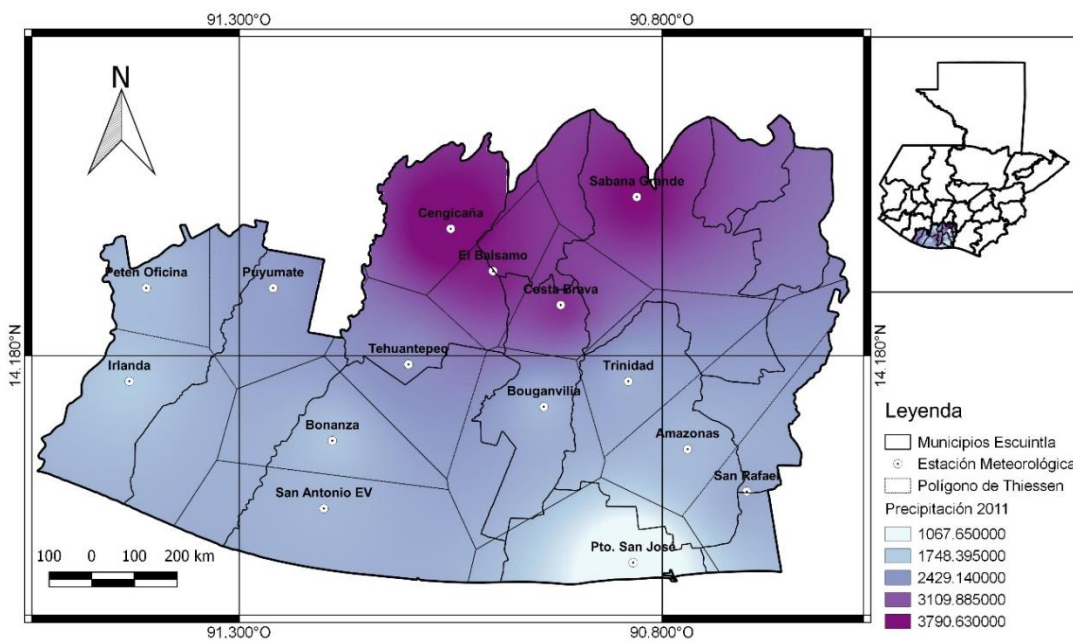 91.300°O
90.800°O
N
Sabana Grande
Cengicaña
El Balsamo
Peten Oficina
Puyumate
Costa Brava
14.180°N
14.180°N
Tehuantepeq
Irlanda
Trinidad
Bouganvilia
Bonanza
Amazonas
San Rafael
San Antonio EV
Pto. San José
100 0 100 200 km
91.300°O
90.800°O
Leyenda
Municipios Escuintla
Estación Meteorológica
Polígono de Thiessen
Precipitación 2011
1067.650000
1748.395000
2429.140000
3109.885000
3790.630000